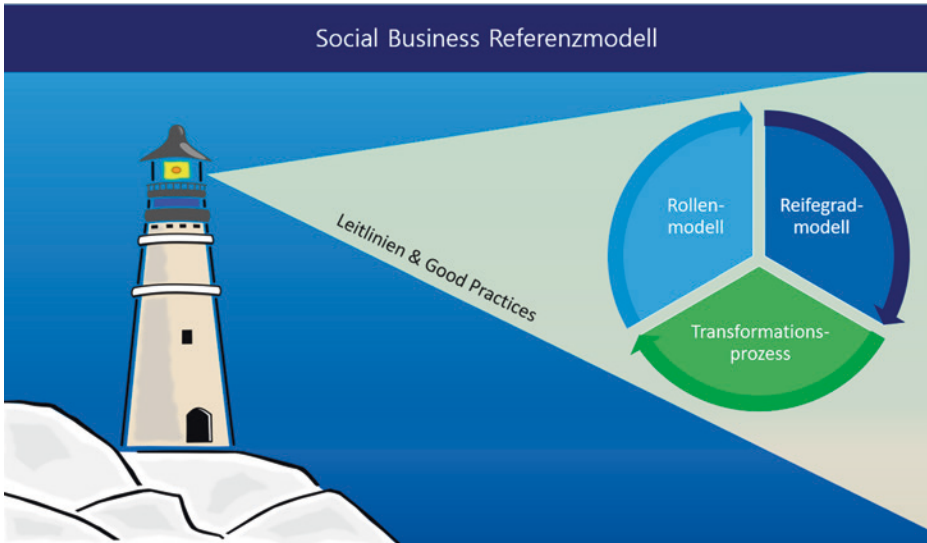 Social Business Referenzmodell
Rollen-
modell
Reifegrad-
modell
Leitlinien & Good Practices
Transformations-
prozess